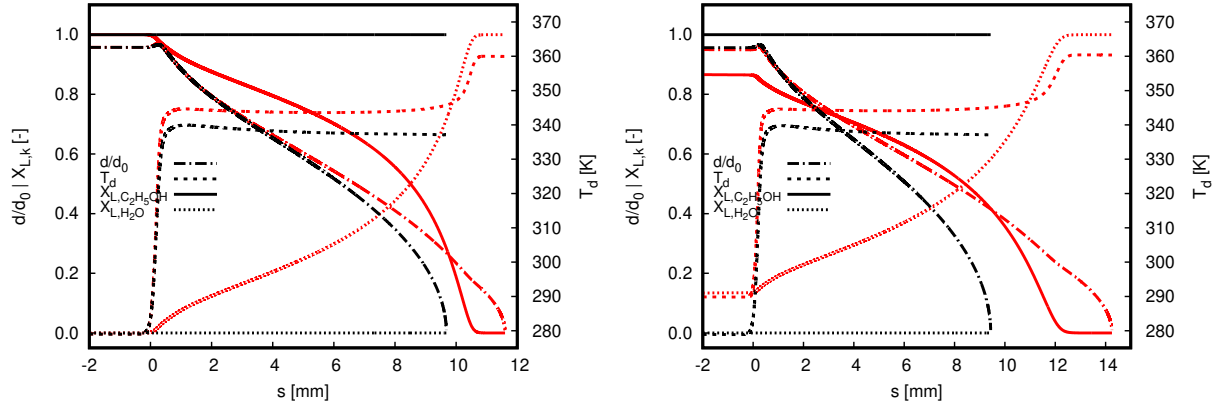 1.0
0.8
0.6
0.4
0.2
0.0
d/d0 | XL,k [-]
370
360
350
340
330
320
310
300
290
280
Td [K]
d/d0
Td
XL,C2H5OH
XL,H2O
-2 0 2 4 6 8 10 12
s [mm]
1.0
0.8
0.6
0.4
0.2
0.0
d/d0 | XL,k [-]
370
360
350
340
330
320
310
300
290
280
Td [K]
d/d0
Td
XL,C2H5OH
XL,H2O
-2 0 2 4 6 8 10 12 14
s [mm]